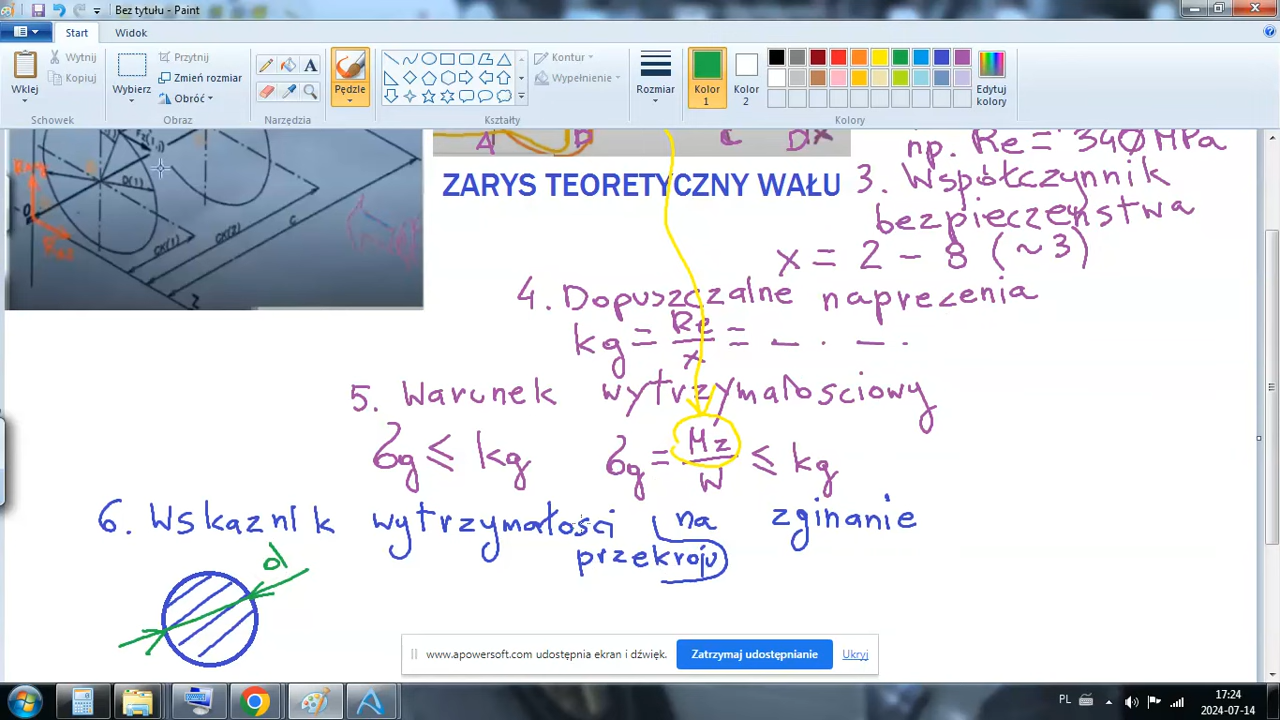 Bez tytułu - Paint
Start Widok
Wklej
Wytnij
Kopiuj
Schowek
Wybierz
Przytnij
Zmień rozmiar
Obróć
Obraz
A
Narzędzia
Pędzle
Kontur
Wypełnienie
Kształty
Rozmiar
Kolor 1
Kolor 2
Edytuj kolory
Kolory
A B C D x
ZARYS TEORETYCZNY WAŁU
np. Re = 340 MPa
3. Współczynnik
bezpieczeństwa
x = 2 - 8 (~3)
4. Dopuszczalne naprezenia
kg = Re/x = — . — .
5. Warunek wytrzymałosciowy
σg ≤ kg σg = Mz/W ≤ kg
6. Wskaznik wytrzymałości na zginanie
przekroju
d
www.apowersoft.com udostępnia ekran i dźwięk.
Zatrzymaj udostępnianie
Ukryj
PL
17:24
2024-07-14